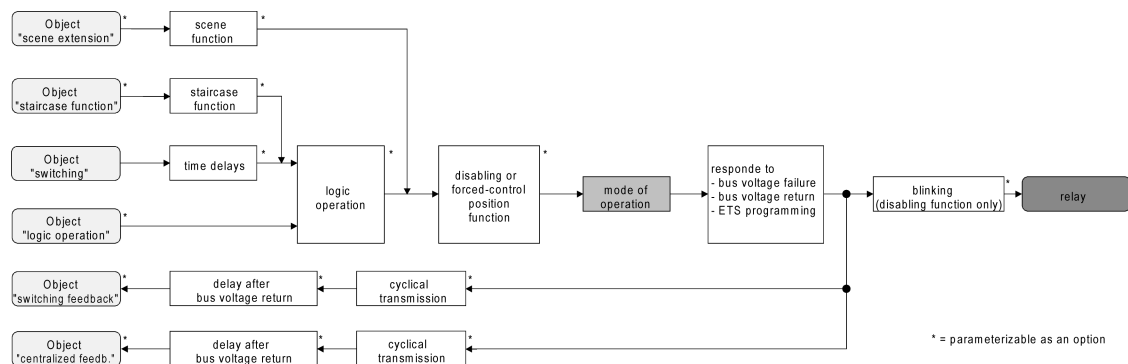 Object
"scene extension"
*
scene
function
*
Object
"staircase function"
*
staircase
function
*
Object
"switching"
time delays
*
Object
"logic operation"
*
logic
operation
*
disabling or
forced-control
position
function
*
mode of
operation
responde to
- bus voltage failure
- bus voltage return
- ETS programming
blinking
(disabling function only)
*
relay
Object
"switching feedback"
*
delay after
bus voltage return
*
cyclical
transmission
*
Object
"centralized feedb."
*
delay after
bus voltage return
*
cyclical
transmission
*
* = parameterizable as an option